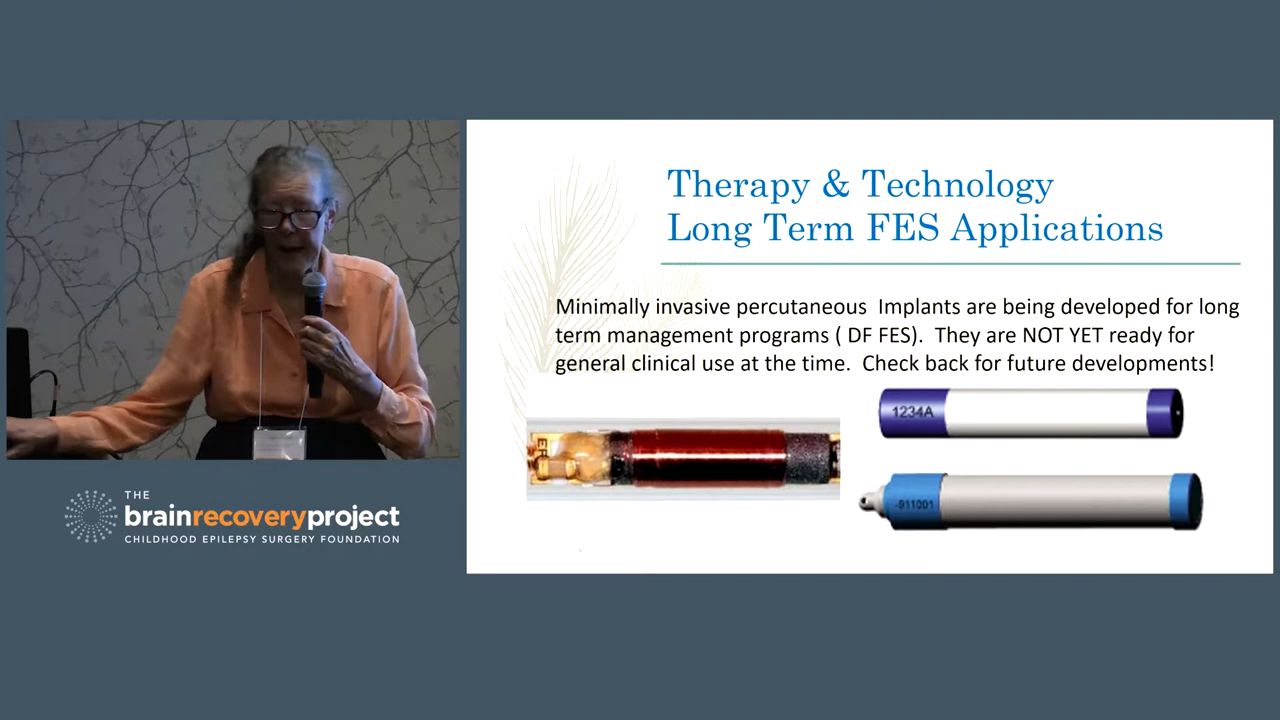 Therapy & Technology
Long Term FES Applications
Minimally invasive percutaneous Implants are being developed for long
term management programs ( DF FES). They are NOT YET ready for
general clinical use at the time. Check back for future developments!
1234A
-911001
THE
brainrecoveryproject
CHILDHOOD EPILEPSY SURGERY FOUNDATION